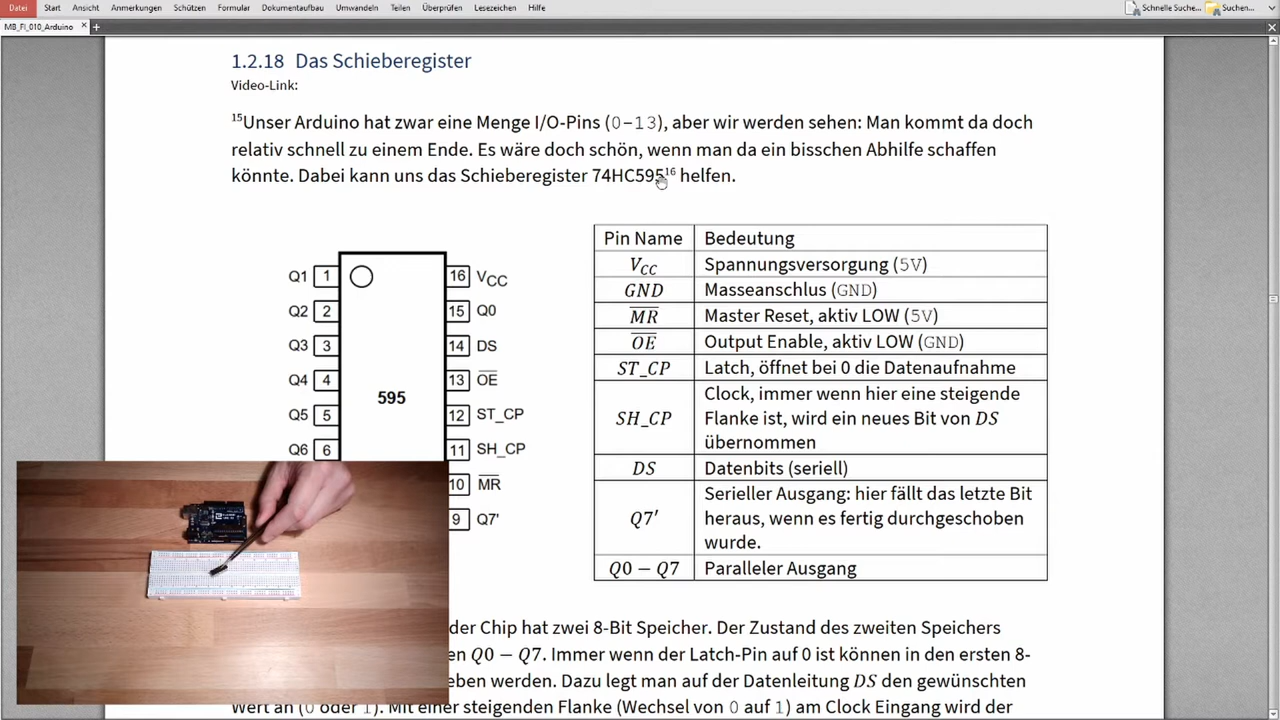 Datei Start Ansicht Anmerkungen Schützen Formular Dokumentaufbau Umwandeln Teilen Überprüfen Lesezeichen Hilfe Schnelle Suche... Suchen...
MB_FI_010_Arduino
1.2.18 Das Schieberegister
Video-Link:
15Unser Arduino hat zwar eine Menge I/O-Pins (0-13), aber wir werden sehen: Man kommt da doch
relativ schnell zu einem Ende. Es wäre doch schön, wenn man da ein bisschen Abhilfe schaffen
könnte. Dabei kann uns das Schieberegister 74HC59516 helfen.
Q1 1 16 VCC
Q2 2 15 Q0
Q3 3 14 DS
Q4 4 13 OE
595
Q5 5 12 ST_CP
Q6 6 11 SH_CP
10 MR
9 Q7'
Pin Name Bedeutung
VCC Spannungsversorgung (5V)
GND Masseanschlus (GND)
MR Master Reset, aktiv LOW (5V)
OE Output Enable, aktiv LOW (GND)
ST_CP Latch, öffnet bei 0 die Datenaufnahme
SH_CP Clock, immer wenn hier eine steigende
Flanke ist, wird ein neues Bit von DS
übernommen
DS Datenbits (seriell)
Q7′ Serieller Ausgang: hier fällt das letzte Bit
heraus, wenn es fertig durchgeschoben
wurde.
Q0 − Q7 Paralleler Ausgang
der Chip hat zwei 8-Bit Speicher. Der Zustand des zweiten Speichers
en Q0 − Q7. Immer wenn der Latch-Pin auf 0 ist können in den ersten 8-
eben werden. Dazu legt man auf der Datenleitung DS den gewünschten
Wert an (0 oder 1). Mit einer steigenden Flanke (Wechsel von 0 auf 1) am Clock Eingang wird der